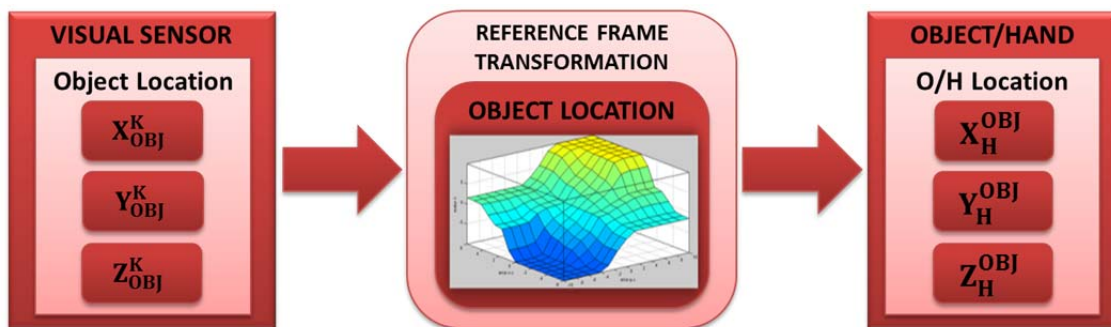 VISUAL SENSOR
Object Location
X^K_OBJ
Y^K_OBJ
Z^K_OBJ
REFERENCE FRAME
TRANSFORMATION
OBJECT LOCATION
OBJECT/HAND
O/H Location
X^OBJ_H
Y^OBJ_H
Z^OBJ_H